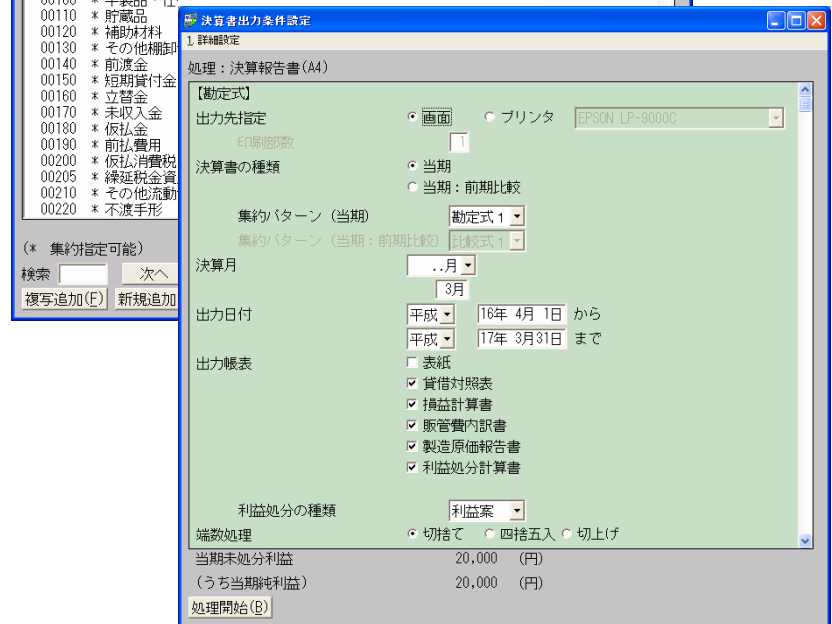 00110 * 貯蔵品
00120 * 補助材料
00130 * その他棚卸
00140 * 前渡金
00150 * 短期貸付金
00160 * 立替金
00170 * 未収入金
00180 * 仮払金
00190 * 前払費用
00200 * 仮払消費税
00205 * 繰延税金資
00210 * その他流動
00220 * 不渡手形
(* 集約指定可能)
検索 次へ
複写追加(F) 新規追加
決算書出力条件設定
1. 詳細設定
処理：決算報告書(A4)
【勘定式】
出力先指定 画面 プリンタ EPSON LP-9000C
印刷部数 1
決算書の種類 当期
当期：前期比較
集約パターン（当期） 勘定式1
集約パターン（当期：前期比較） 比較式1
決算月 ..月
3月
出力日付 平成 16年 4月 1日 から
平成 17年 3月31日 まで
出力帳表 表紙
貸借対照表
損益計算書
販管費内訳書
製造原価報告書
利益処分計算書
利益処分の種類 利益案
端数処理 切捨て 四捨五入 切上げ
当期未処分利益 20,000 (円)
（うち当期純利益） 20,000 (円)
処理開始(B)